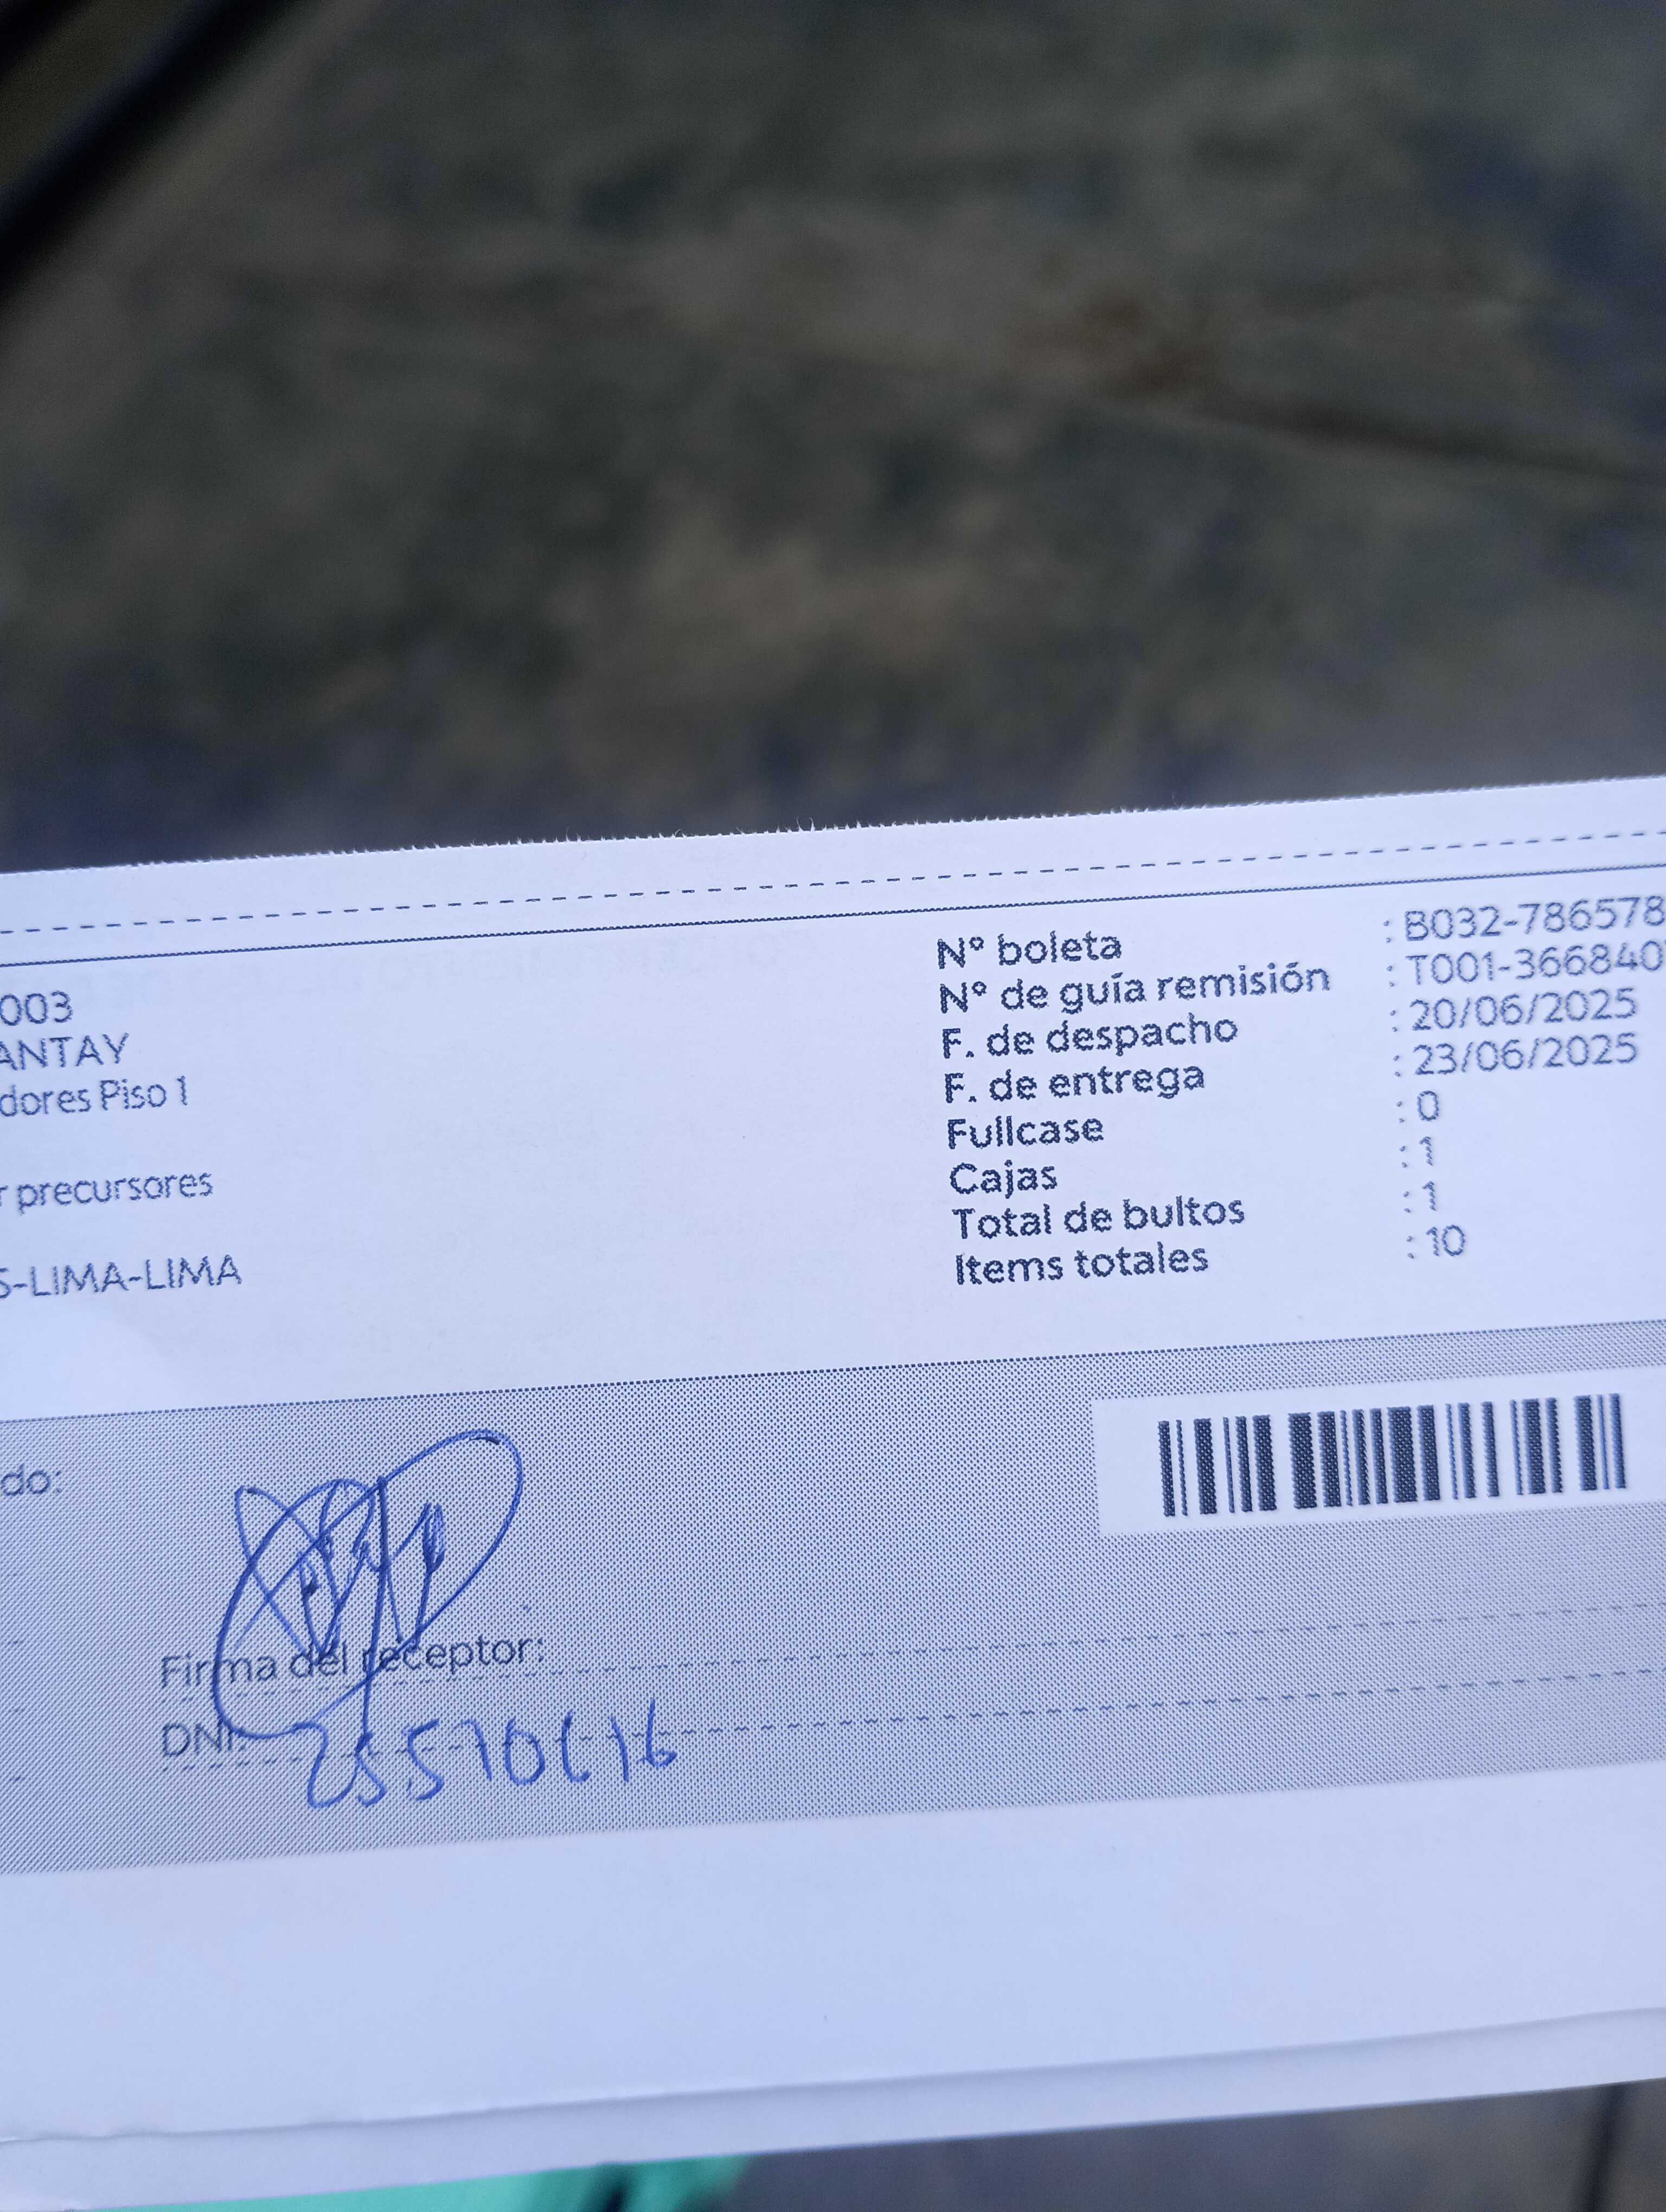 003
ANTAY
dores Piso 1
r precursores
S-LIMA-LIMA
N° boleta : B032-786578
N° de guía remisión : T001-366840
F. de despacho : 20/06/2025
F. de entrega : 23/06/2025
Fullcase : 0
Cajas : 1
Total de bultos : 1
Items totales : 10
do:
Firma del receptor:
DNI: 25570616